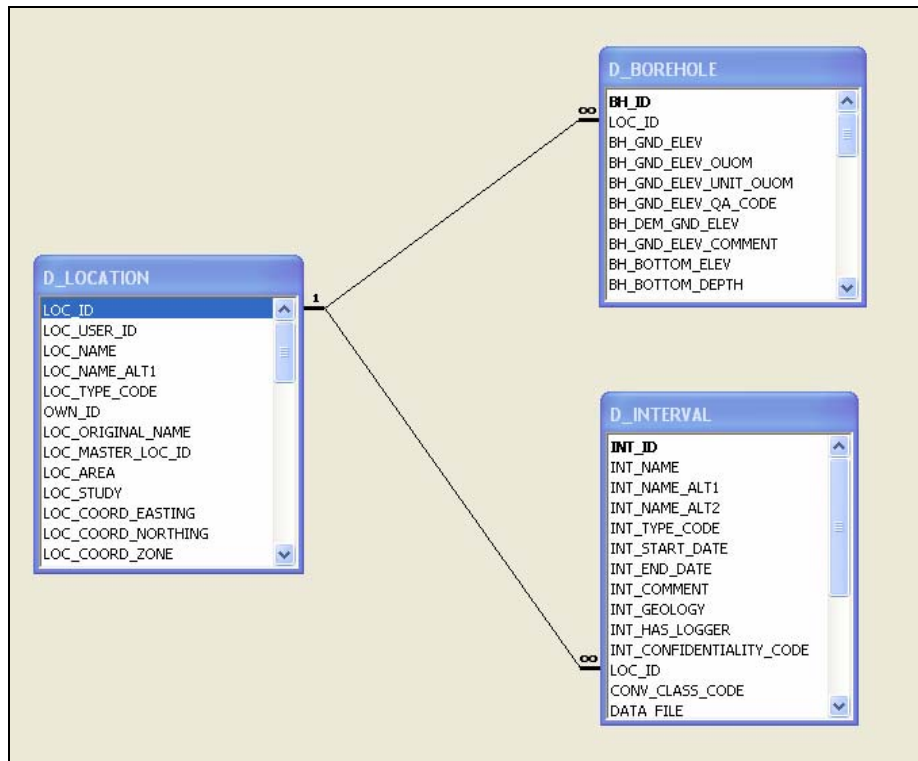 D_BOREHOLE
BH_ID
LOC_ID
BH_GND_ELEV
BH_GND_ELEV_OUOM
BH_GND_ELEV_UNIT_OUOM
BH_GND_ELEV_QA_CODE
BH_DEM_GND_ELEV
BH_GND_ELEV_COMMENT
BH_BOTTOM_ELEV
BH_BOTTOM_DEPTH
∞
D_LOCATION
LOC_ID
LOC_USER_ID
LOC_NAME
LOC_NAME_ALT1
LOC_TYPE_CODE
OWN_ID
LOC_ORIGINAL_NAME
LOC_MASTER_LOC_ID
LOC_AREA
LOC_STUDY
LOC_COORD_EASTING
LOC_COORD_NORTHING
LOC_COORD_ZONE
1
D_INTERVAL
INT_ID
INT_NAME
INT_NAME_ALT1
INT_NAME_ALT2
INT_TYPE_CODE
INT_START_DATE
INT_END_DATE
INT_COMMENT
INT_GEOLOGY
INT_HAS_LOGGER
INT_CONFIDENTIALITY_CODE
LOC_ID
CONV_CLASS_CODE
DATA_FILE
∞